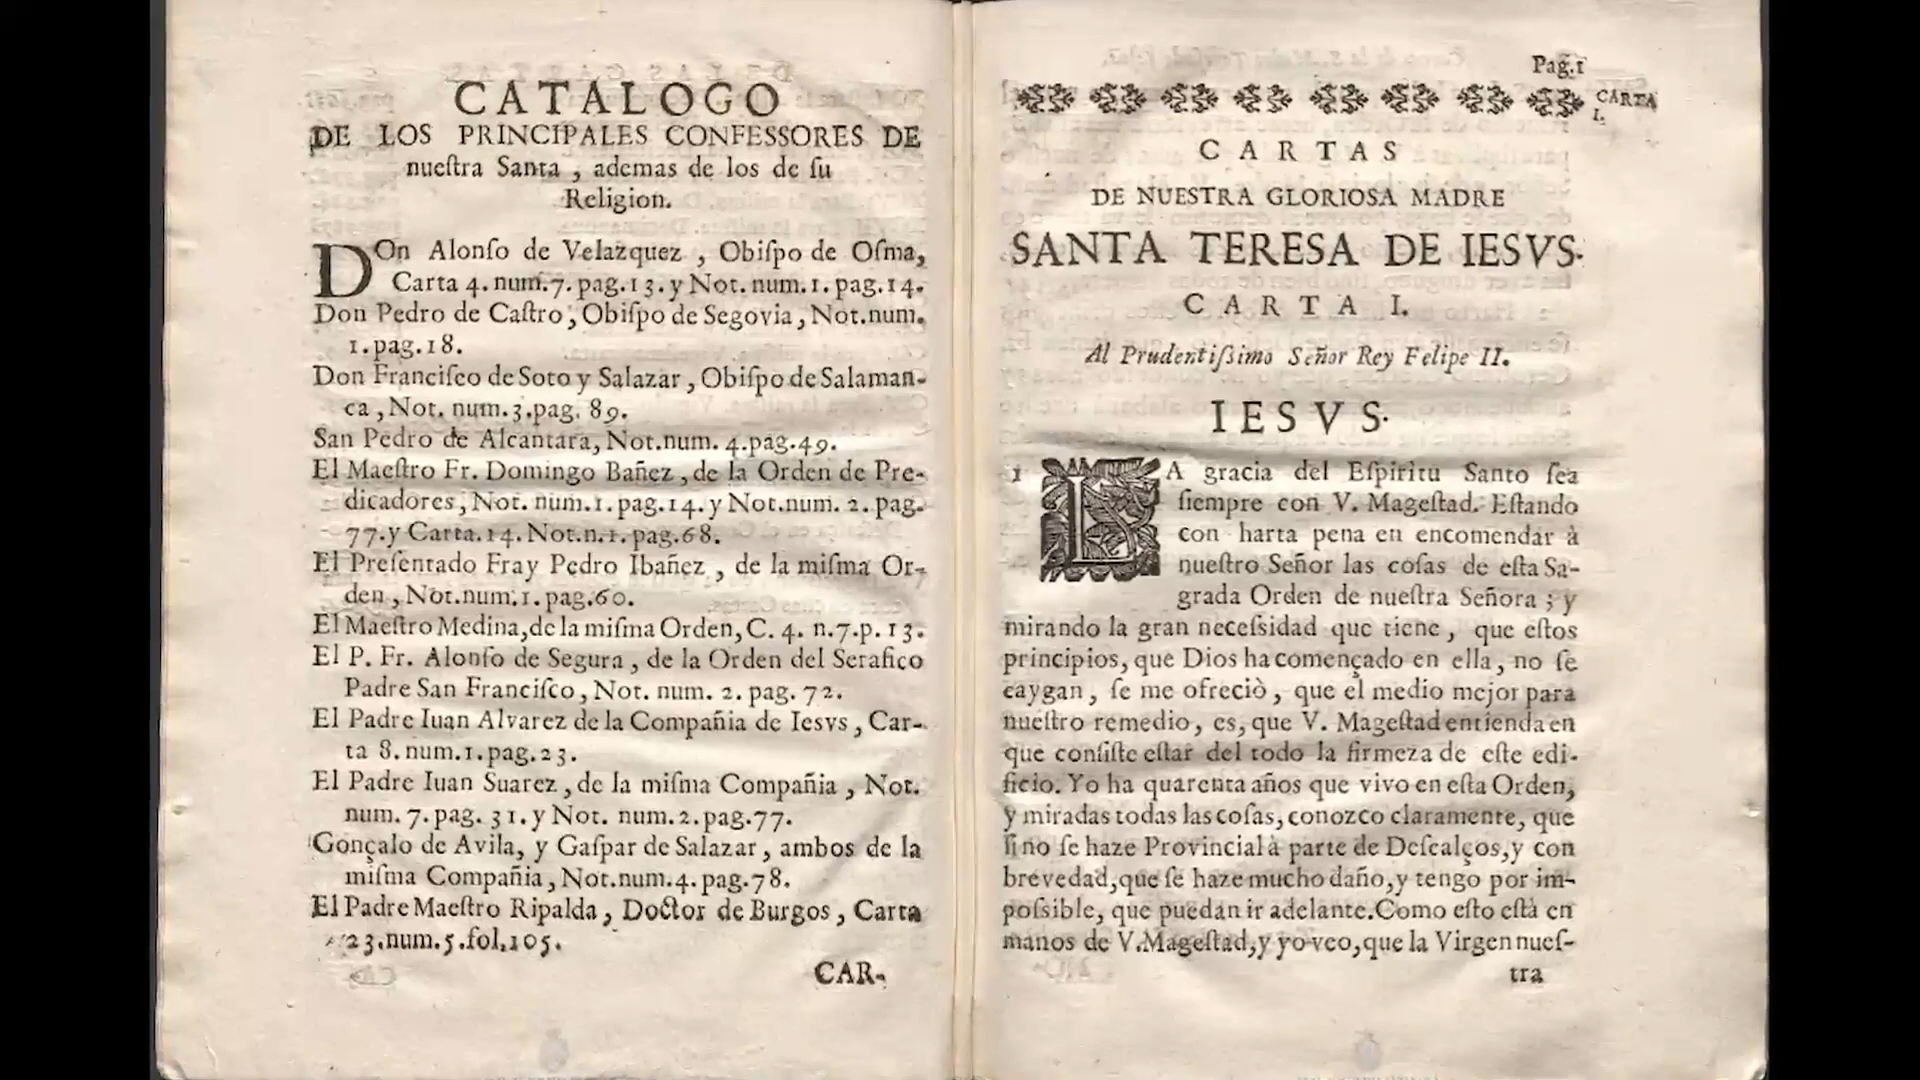 CATALOGO
DE LOS PRINCIPALES CONFESSORES DE
nueſtra Santa, ademas de los de ſu
Religion.
DOn Alonſo de Velazquez, Obiſpo de Oſma,
Carta 4. num.7. pag.13. y Not. num.1. pag.14.
Don Pedro de Caſtro, Obiſpo de Segovia, Not.num.
1.pag.18.
Don Franciſco de Soto y Salazar, Obiſpo de Salaman-
ca, Not. num.3.pag. 89.
San Pedro de Alcantara, Not.num. 4.pag.49.
El Maeſtro Fr. Domingo Bañez, de la Orden de Pre-
dicadores, Not. num.1.pag.14. y Not.num. 2. pag.
77.y Carta.14. Not.n.1.pag.68.
El Preſentado Fray Pedro Ibañez, de la miſma Or-
den, Not.num.1.pag.60.
El Maeſtro Medina,de la miſma Orden, C. 4. n.7.p. 13.
El P. Fr. Alonſo de Segura, de la Orden del Serafico
Padre San Franciſco, Not. num. 2. pag. 72.
El Padre Iuan Alvarez de la Compañia de Iesvs, Car-
ta 8. num.1.pag.23.
El Padre Iuan Suarez, de la miſma Compañia, Not.
num. 7. pag. 31. y Not. num.2.pag.77.
Gonçalo de Avila, y Gaſpar de Salazar, ambos de la
miſma Compañia, Not.num.4.pag.78.
El Padre Maeſtro Ripalda, Doctor de Burgos, Carta
23.num.5.fol.105.
CAR-
Pag.1
CARTA
I.
CARTAS
DE NUESTRA GLORIOSA MADRE
SANTA TERESA DE IESVS.
CARTA I.
Al Prudentiſsimo Señor Rey Felipe II.
IESVS.
1 LA gracia del Eſpiritu Santo ſea
ſiempre con V. Mageſtad. Eſtando
con harta pena en encomendar à
nueſtro Señor las coſas de eſta Sa-
grada Orden de nueſtra Señora; y
mirando la gran neceſsidad que tiene, que eſtos
principios, que Dios ha començado en ella, no ſe
caygan, ſe me ofreciò, que el medio mejor para
nueſtro remedio, es, que V. Mageſtad entienda en
que conſiſte eſtar del todo la firmeza de eſte edi-
ficio. Yo ha quarenta años que vivo en eſta Orden,
y miradas todas las coſas, conozco claramente, que
ſi no ſe haze Provincial à parte de Deſcalços, y con
brevedad, que ſe haze mucho daño, y tengo por im-
poſsible, que puedan ir adelante. Como eſto eſtà en
manos de V. Mageſtad, y yo veo, que la Virgen nueſ-
tra